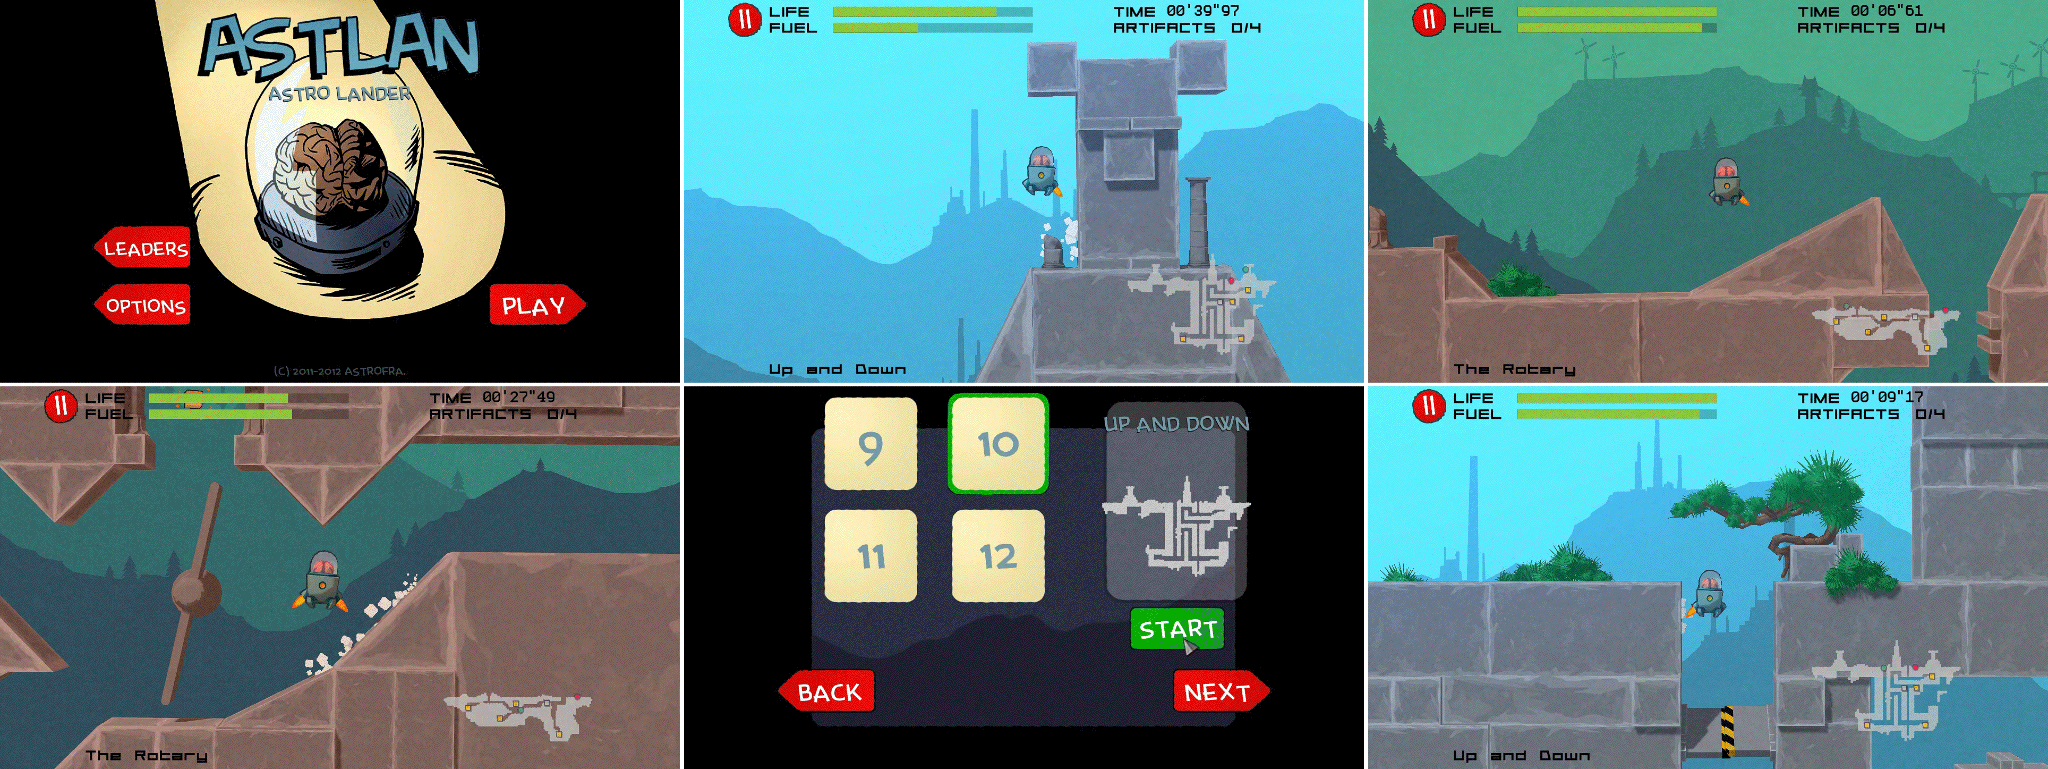 ASTLAN
ASTRO LANDER
LEADERS
OPTIONS
PLAY
(C) 2011-2012 ASTROFRA.
LIFE
FUEL
TIME 00'39"97
ARTIFACTS 0/4
Up and Down
LIFE
FUEL
TIME 00'06"61
ARTIFACTS 0/4
The Rotary
LIFE
FUEL
TIME 00'27"49
ARTIFACTS 0/4
The Rotary
9
10
UP AND DOWN
11
12
START
BACK
NEXT
LIFE
FUEL
TIME 00'09"17
ARTIFACTS 0/4
Up and Down